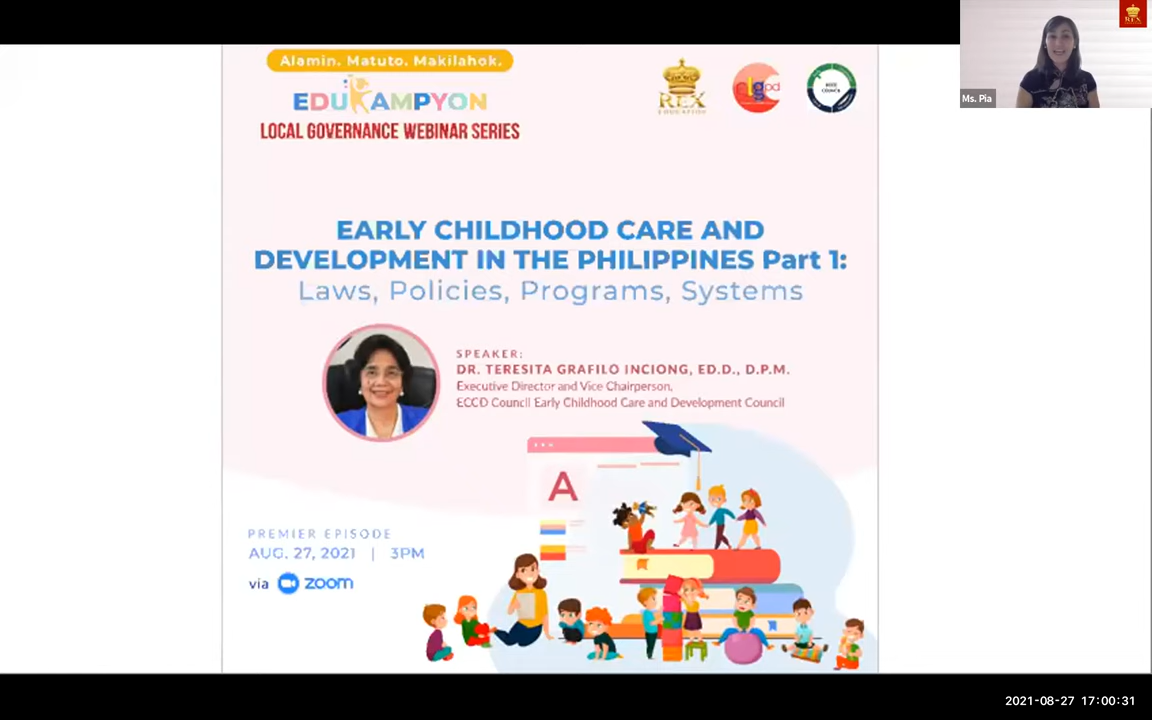 Alamin. Matuto. Makilahok.
EDUKAMPYON
LOCAL GOVERNANCE WEBINAR SERIES
REX
EDUCATION
ECCD
COUNCIL
REX
Ms. Pia
EARLY CHILDHOOD CARE AND
DEVELOPMENT IN THE PHILIPPINES Part 1:
Laws, Policies, Programs, Systems
SPEAKER:
DR. TERESITA GRAFILO INCIONG, ED.D., D.P.M.
Executive Director and Vice Chairperson,
ECCD Council Early Childhood Care and Development Council
A
PREMIER EPISODE
AUG. 27, 2021 | 3PM
via zoom
2021-08-27 17:00:31